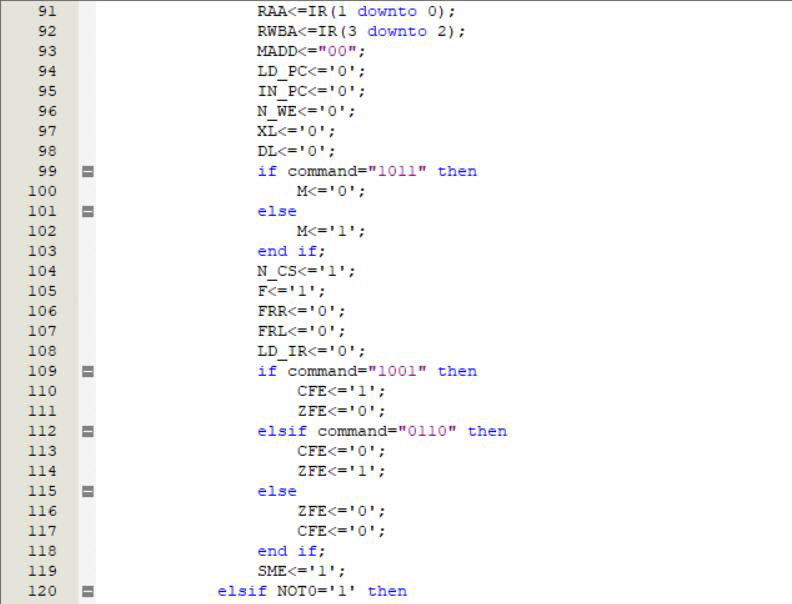 91 RAA<=IR(1 downto 0);
92 RWBA<=IR(3 downto 2);
93 MADD<="00";
94 LD_PC<='0';
95 IN_PC<='0';
96 N_WE<='0';
97 XL<='0';
98 DL<='0';
99 if command="1011" then
100 M<='0';
101 else
102 M<='1';
103 end if;
104 N_CS<='1';
105 F<='1';
106 FRR<='0';
107 FRL<='0';
108 LD_IR<='0';
109 if command="1001" then
110 CFE<='1';
111 ZFE<='0';
112 elsif command="0110" then
113 CFE<='0';
114 ZFE<='1';
115 else
116 ZFE<='0';
117 CFE<='0';
118 end if;
119 SME<='1';
120 elsif NOT0='1' then